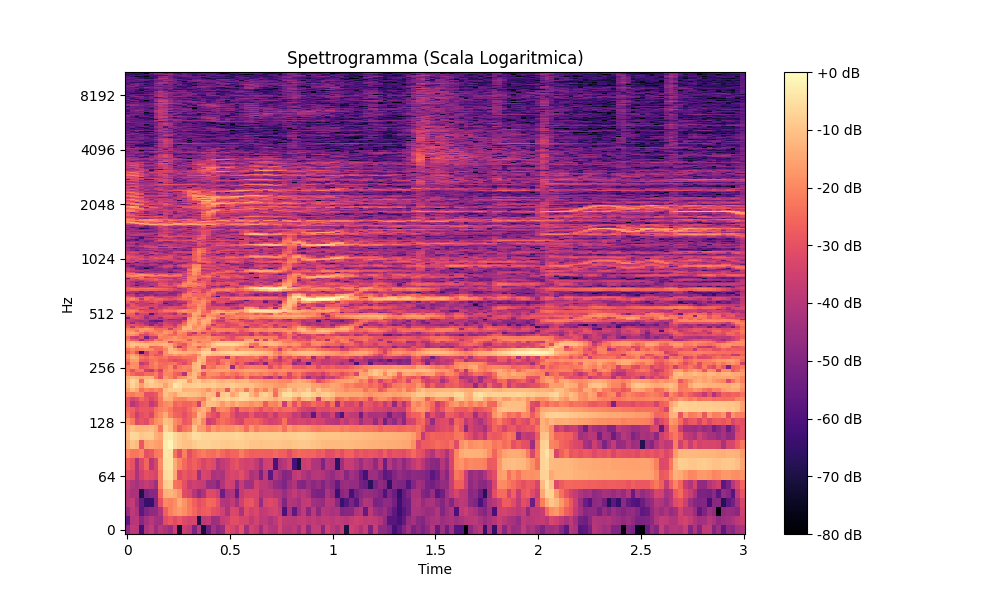 Spettrogramma (Scala Logaritmica)
8192
4096
2048
1024
512
256
128
64
0
Hz
0
0.5
1
1.5
2
2.5
3
Time
+0 dB
-10 dB
-20 dB
-30 dB
-40 dB
-50 dB
-60 dB
-70 dB
-80 dB